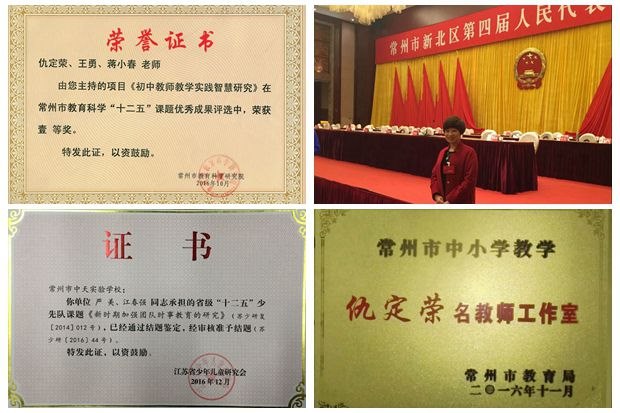 荣誉证书
仇定荣、王勇、蒋小春 老师
由您主持的项目《初中教师教学实践智慧研究》在
常州市教育科学“十二五”课题优秀成果评选中，荣获
壹 等奖。
特发此证，以资鼓励。
常州市教育科学研究院
2016年10月
常州市新北区第四届人民代表
证 书
常州市中天实验学校：
你单位 严 美、江春强 同志承担的省级“十二五”少
先队课题《新时期加强团队时事教育的研究》（苏少研复
［2014］012号），已经通过结题鉴定，经审核准予结题（苏
少研［2016］44号）。
特发此证，以资鼓励。
江苏省少年儿童研究会
2016年12月
常州市中小学教学
仇定荣名教师工作室
常州市教育局
二〇一六年十一月